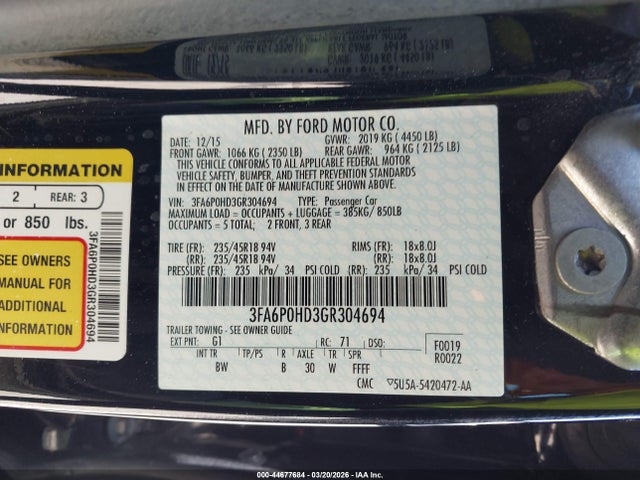 INFORMATION
2 REAR: 3
or 850 lbs.
SEE OWNERS
MANUAL FOR
ADDITIONAL
INFORMATION
3FA6P0HD3GR304694
MFD. BY FORD MOTOR CO.
DATE: 12/15 GVWR: 2019 KG ( 4450 LB)
FRONT GAWR: 1066 KG ( 2350 LB) REAR GAWR: 964 KG ( 2125 LB)
THIS VEHICLE CONFORMS TO ALL APPLICABLE FEDERAL MOTOR
VEHICLE SAFETY, BUMPER, AND THEFT PREVENTION STANDARDS
IN EFFECT ON THE DATE OF MANUFACTURE SHOWN ABOVE.
VIN: 3FA6P0HD3GR304694 TYPE: Passenger Car
MAXIMUM LOAD = OCCUPANTS + LUGGAGE = 385KG/850LB
OCCUPANTS = 5 TOTAL: 2 FRONT, 3 REAR
TIRE (FR): 235/45R18 94V RIMS (FR): 18x8.0J
(RR): 235/45R18 94V (RR): 18x8.0J
PRESSURE (FR): 235 kPa/ 34 PSI COLD (RR): 235 kPa/ 34 PSI COLD
3FA6P0HD3GR304694
TRAILER TOWING - SEE OWNER GUIDE
EXT PNT: G1 RC: 71 DSO: F0019
R0022
INT TR TP/PS R AXLE TR SPR
BW B 30 W FFFF
CMC ▽5U5A-5420472-AA
000-44677684 | 03/20/2026 | IAA Inc.